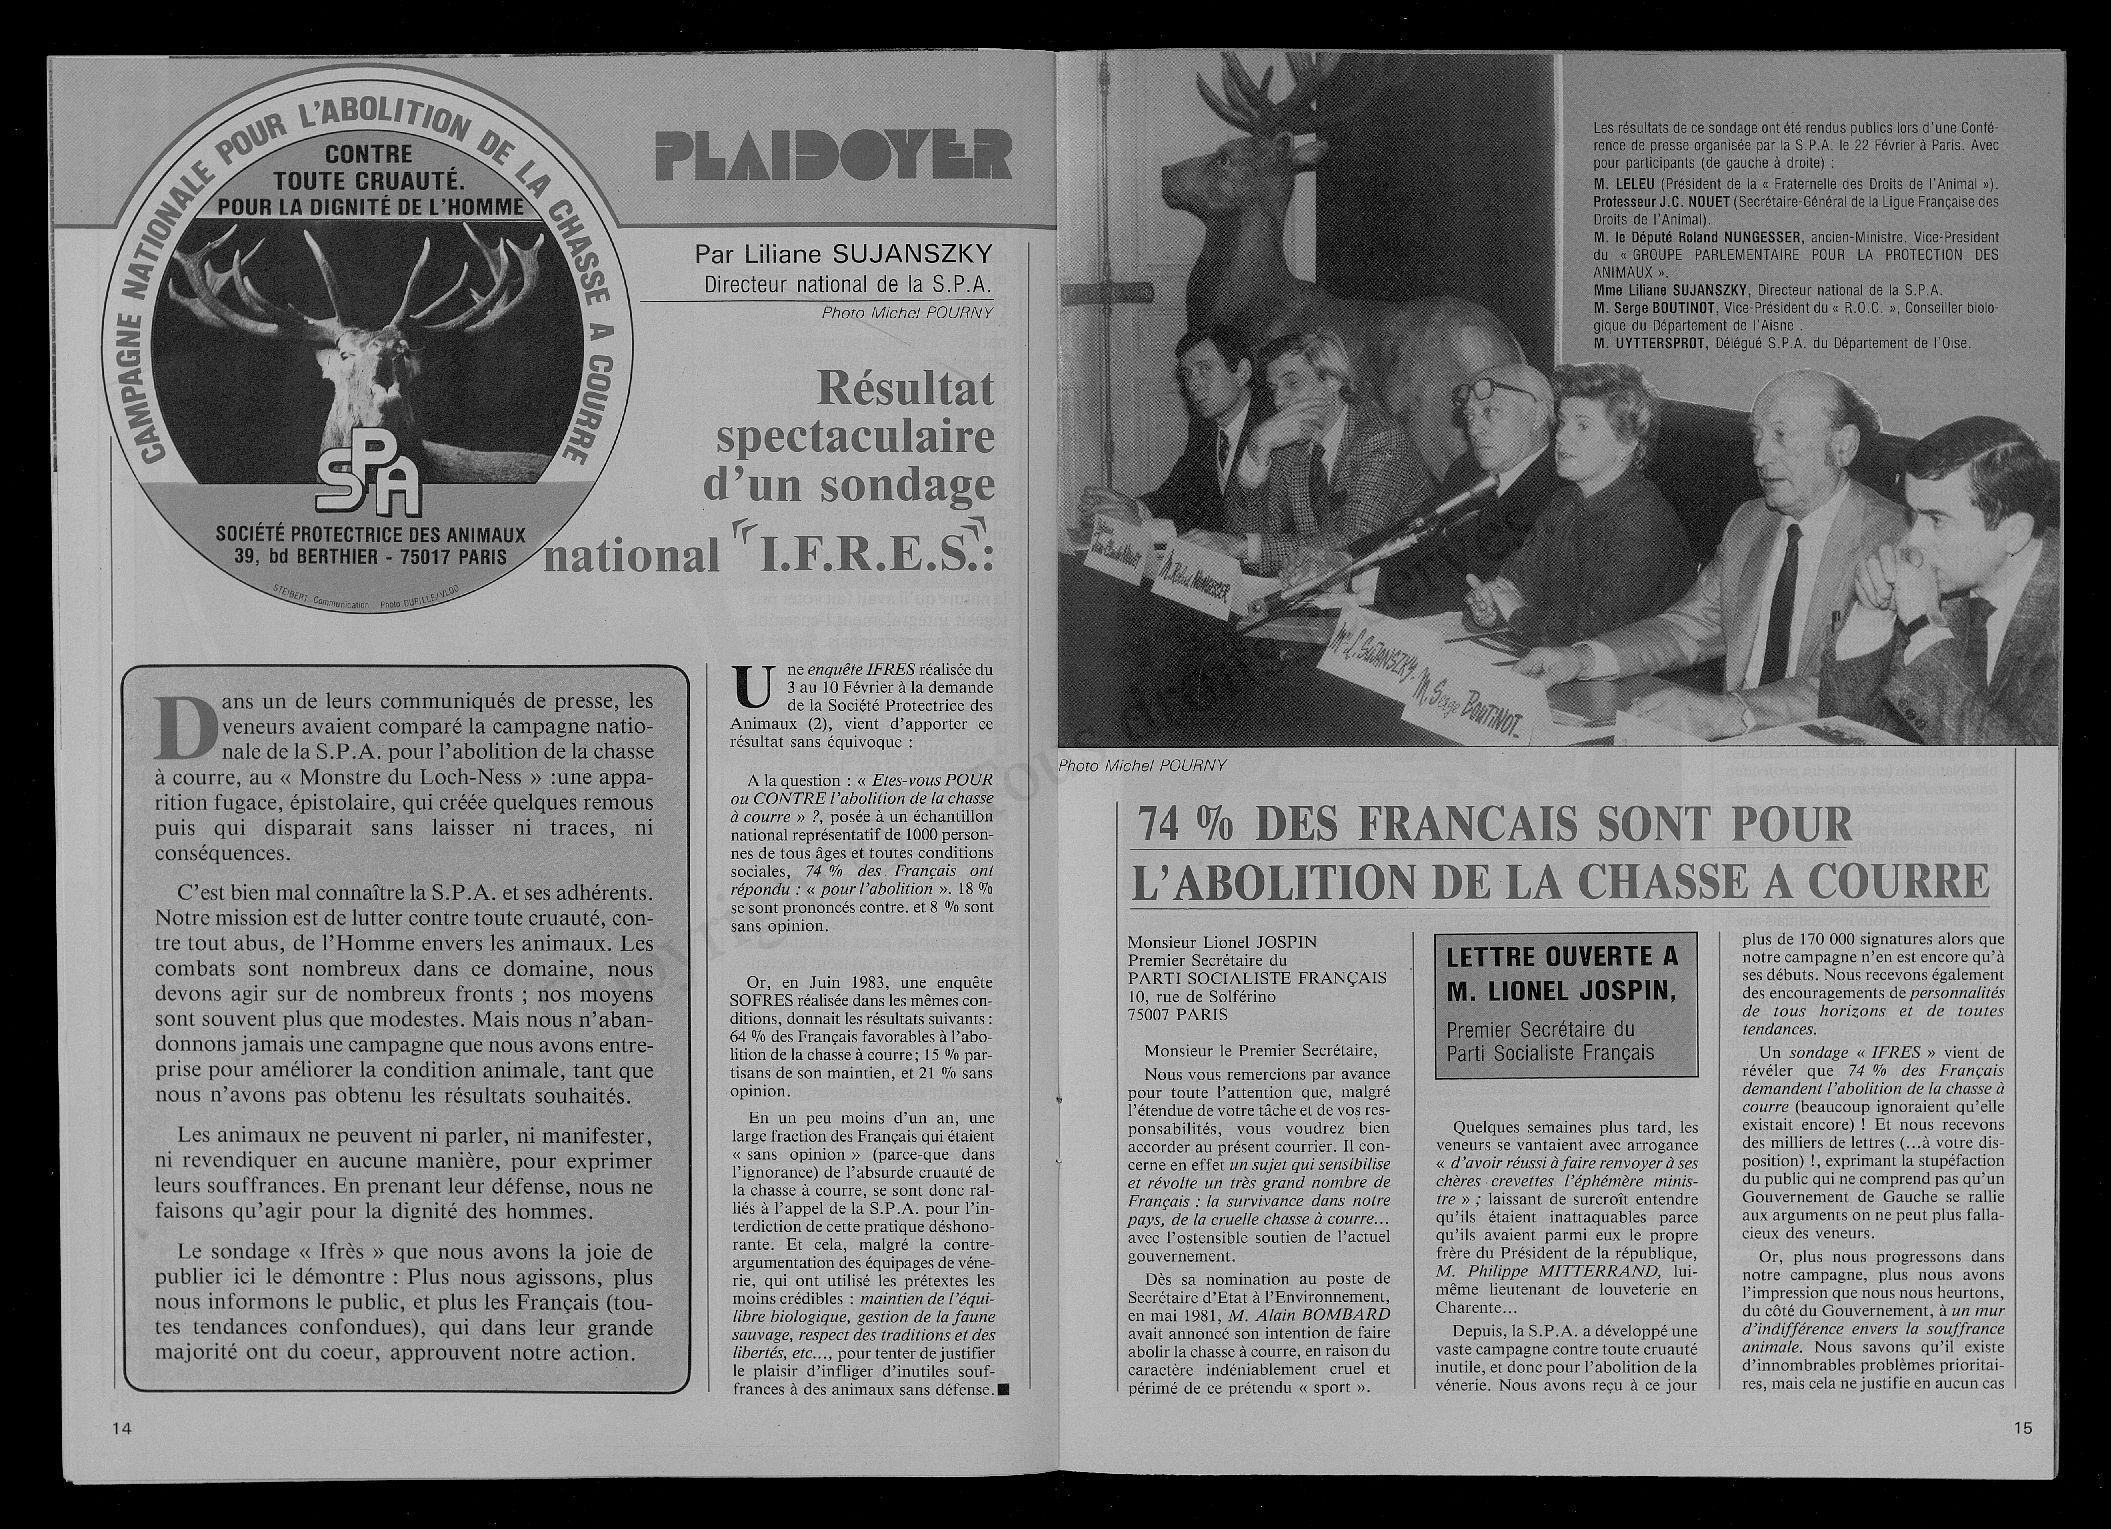 CAMPAGNE NATIONALE POUR L'ABOLITION DE LA CHASSE A COURRE
CONTRE
TOUTE CRUAUTÉ.
POUR LA DIGNITÉ DE L'HOMME
SPA
SOCIÉTÉ PROTECTRICE DES ANIMAUX
39, bd BERTHIER - 75017 PARIS
STEIBERT Communication Photo DUFILLE/VLOO
PLAIDOYER
Par Liliane SUJANSZKY
Directeur national de la S.P.A.
Photo Michel POURNY
Résultat
spectaculaire
d'un sondage
national "I.F.R.E.S.":
Dans un de leurs communiqués de presse, les
veneurs avaient comparé la campagne natio-
nale de la S.P.A. pour l'abolition de la chasse
à courre, au « Monstre du Loch-Ness » :une appa-
rition fugace, épistolaire, qui créée quelques remous
puis qui disparait sans laisser ni traces, ni
conséquences.
C'est bien mal connaître la S.P.A. et ses adhérents.
Notre mission est de lutter contre toute cruauté, con-
tre tout abus, de l'Homme envers les animaux. Les
combats sont nombreux dans ce domaine, nous
devons agir sur de nombreux fronts ; nos moyens
sont souvent plus que modestes. Mais nous n'aban-
donnons jamais une campagne que nous avons entre-
prise pour améliorer la condition animale, tant que
nous n'avons pas obtenu les résultats souhaités.
Les animaux ne peuvent ni parler, ni manifester,
ni revendiquer en aucune manière, pour exprimer
leurs souffrances. En prenant leur défense, nous ne
faisons qu'agir pour la dignité des hommes.
Le sondage « Ifrès » que nous avons la joie de
publier ici le démontre : Plus nous agissons, plus
nous informons le public, et plus les Français (tou-
tes tendances confondues), qui dans leur grande
majorité ont du coeur, approuvent notre action.
Une enquête IFRES réalisée du
3 au 10 Février à la demande
de la Société Protectrice des
Animaux (2), vient d'apporter ce
résultat sans équivoque :
A la question : « Etes-vous POUR
ou CONTRE l'abolition de la chasse
à courre » ?, posée à un échantillon
national représentatif de 1000 person-
nes de tous âges et toutes conditions
sociales, 74 % des Français ont
répondu : « pour l'abolition ». 18 %
se sont prononcés contre. et 8 % sont
sans opinion.
Or, en Juin 1983, une enquête
SOFRES réalisée dans les mêmes con-
ditions, donnait les résultats suivants :
64 % des Français favorables à l'abo-
lition de la chasse à courre; 15 % par-
tisans de son maintien, et 21 % sans
opinion.
En un peu moins d'un an, une
large fraction des Français qui étaient
« sans opinion » (parce-que dans
l'ignorance) de l'absurde cruauté de
la chasse à courre, se sont donc ral-
liés à l'appel de la S.P.A. pour l'in-
terdiction de cette pratique déshono-
rante. Et cela, malgré la contre-
argumentation des équipages de véne-
rie, qui ont utilisé les prétextes les
moins crédibles : maintien de l'équi-
libre biologique, gestion de la faune
sauvage, respect des traditions et des
libertés, etc..., pour tenter de justifier
le plaisir d'infliger d'inutiles souf-
frances à des animaux sans défense.■
14
Les résultats de ce sondage ont été rendus publics lors d'une Confé-
rence de presse organisée par la S.P.A. le 22 Février à Paris. Avec
pour participants (de gauche à droite) :
M. LELEU (Président de la « Fraternelle des Droits de l'Animal »).
Professeur J.C. NOUET (Secrétaire-Général de la Ligue Française des
Droits de l'Animal).
M. le Député Roland NUNGESSER, ancien-Ministre, Vice-President
du « GROUPE PARLEMENTAIRE POUR LA PROTECTION DES
ANIMAUX ».
Mme Liliane SUJANSZKY, Directeur national de la S.P.A.
M. Serge BOUTINOT, Vice-Président du « R.O.C. », Conseiller biolo-
gique du Département de l'Aisne .
M. UYTTERSPROT, Délégué S.P.A. du Département de l'Oise.
Jean Claude NOUET
M. Roland NUNGESSER
Mme L. SUJANSZKY.
M. Serge BOUTINOT_
Photo Michel POURNY
74 % DES FRANCAIS SONT POUR
L'ABOLITION DE LA CHASSE A COURRE
Monsieur Lionel JOSPIN
Premier Secrétaire du
PARTI SOCIALISTE FRANÇAIS
10, rue de Solférino
75007 PARIS
Monsieur le Premier Secrétaire,
Nous vous remercions par avance
pour toute l'attention que, malgré
l'étendue de votre tâche et de vos res-
ponsabilités, vous voudrez bien
accorder au présent courrier. Il con-
cerne en effet un sujet qui sensibilise
et révolte un très grand nombre de
Français : la survivance dans notre
pays, de la cruelle chasse à courre...
avec l'ostensible soutien de l'actuel
gouvernement.
Dès sa nomination au poste de
Secrétaire d'Etat à l'Environnement,
en mai 1981, M. Alain BOMBARD
avait annoncé son intention de faire
abolir la chasse à courre, en raison du
caractère indéniablement cruel et
périmé de ce prétendu « sport ».
LETTRE OUVERTE A
M. LIONEL JOSPIN,
Premier Secrétaire du
Parti Socialiste Français
Quelques semaines plus tard, les
veneurs se vantaient avec arrogance
« d'avoir réussi à faire renvoyer à ses
chères crevettes l'éphémère minis-
tre » ; laissant de surcroît entendre
qu'ils étaient inattaquables parce
qu'ils avaient parmi eux le propre
frère du Président de la république,
M. Philippe MITTERRAND, lui-
même lieutenant de louveterie en
Charente...
Depuis, la S.P.A. a développé une
vaste campagne contre toute cruauté
inutile, et donc pour l'abolition de la
vénerie. Nous avons reçu à ce jour
plus de 170 000 signatures alors que
notre campagne n'en est encore qu'à
ses débuts. Nous recevons également
des encouragements de personnalités
de tous horizons et de toutes
tendances.
Un sondage « IFRES » vient de
révéler que 74 % des Français
demandent l'abolition de la chasse à
courre (beaucoup ignoraient qu'elle
existait encore) ! Et nous recevons
des milliers de lettres (...à votre dis-
position) !, exprimant la stupéfaction
du public qui ne comprend pas qu'un
Gouvernement de Gauche se rallie
aux arguments on ne peut plus falla-
cieux des veneurs.
Or, plus nous progressons dans
notre campagne, plus nous avons
l'impression que nous nous heurtons,
du côté du Gouvernement, à un mur
d'indifférence envers la souffrance
animale. Nous savons qu'il existe
d'innombrables problèmes prioritai-
res, mais cela ne justifie en aucun cas
15